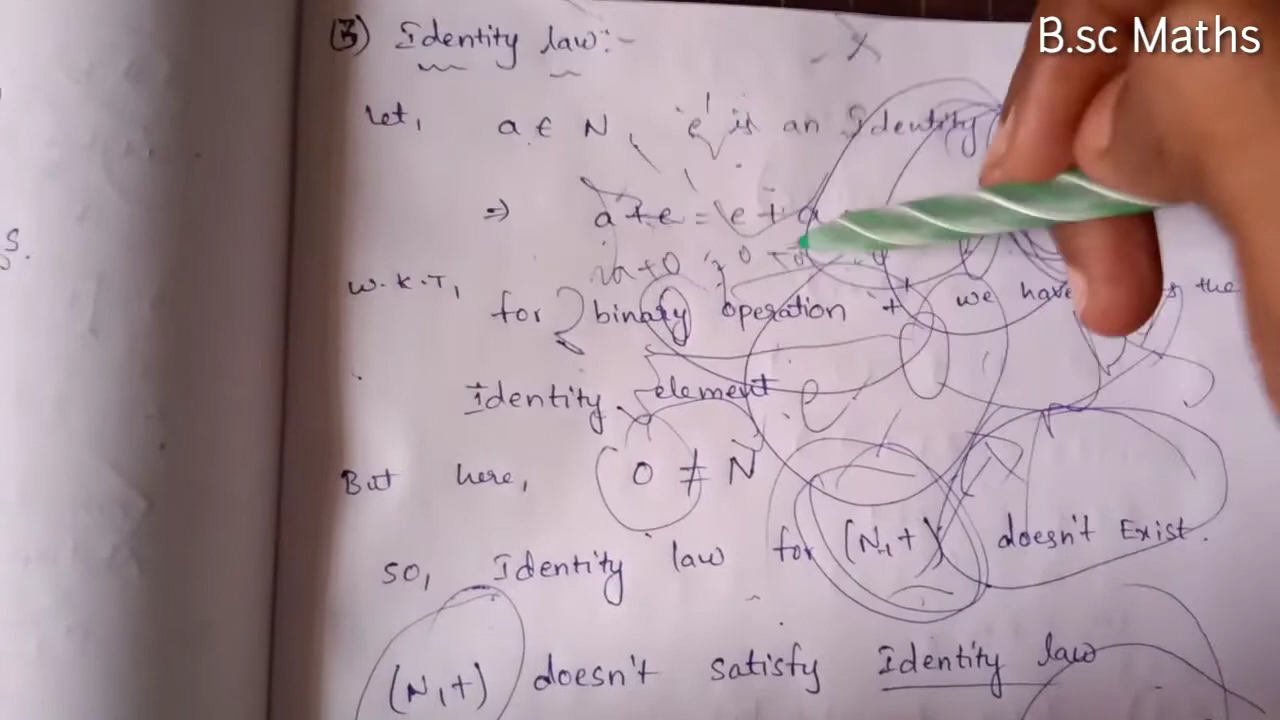 B.sc Maths
(3) Identity law:-
Let, a ∈ N, 'e' is an Identity
⇒ a + e = e + a
a+0 = 0 +
W.K.T, for binary operation '+' we have the
Identity element
But here, 0 ≠ N
So, Identity law for (N,+) doesn't Exist.
(N,+) doesn't satisfy Identity law
s.